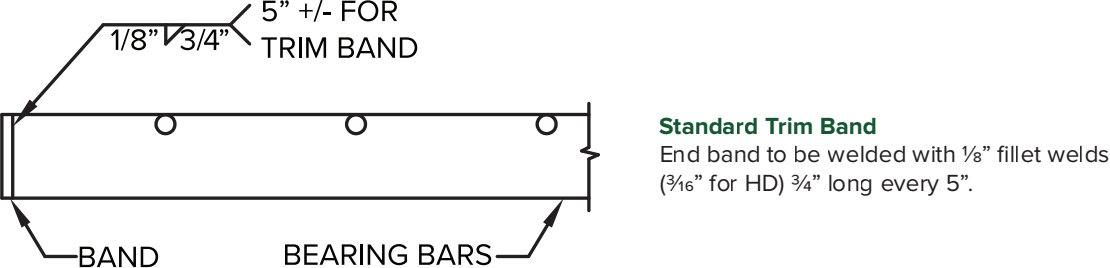 5” +/- FOR
1/8” 3/4” TRIM BAND
Standard Trim Band
End band to be welded with ⅛” fillet welds
(3⁄16” for HD) ¾” long every 5”.
BAND
BEARING BARS